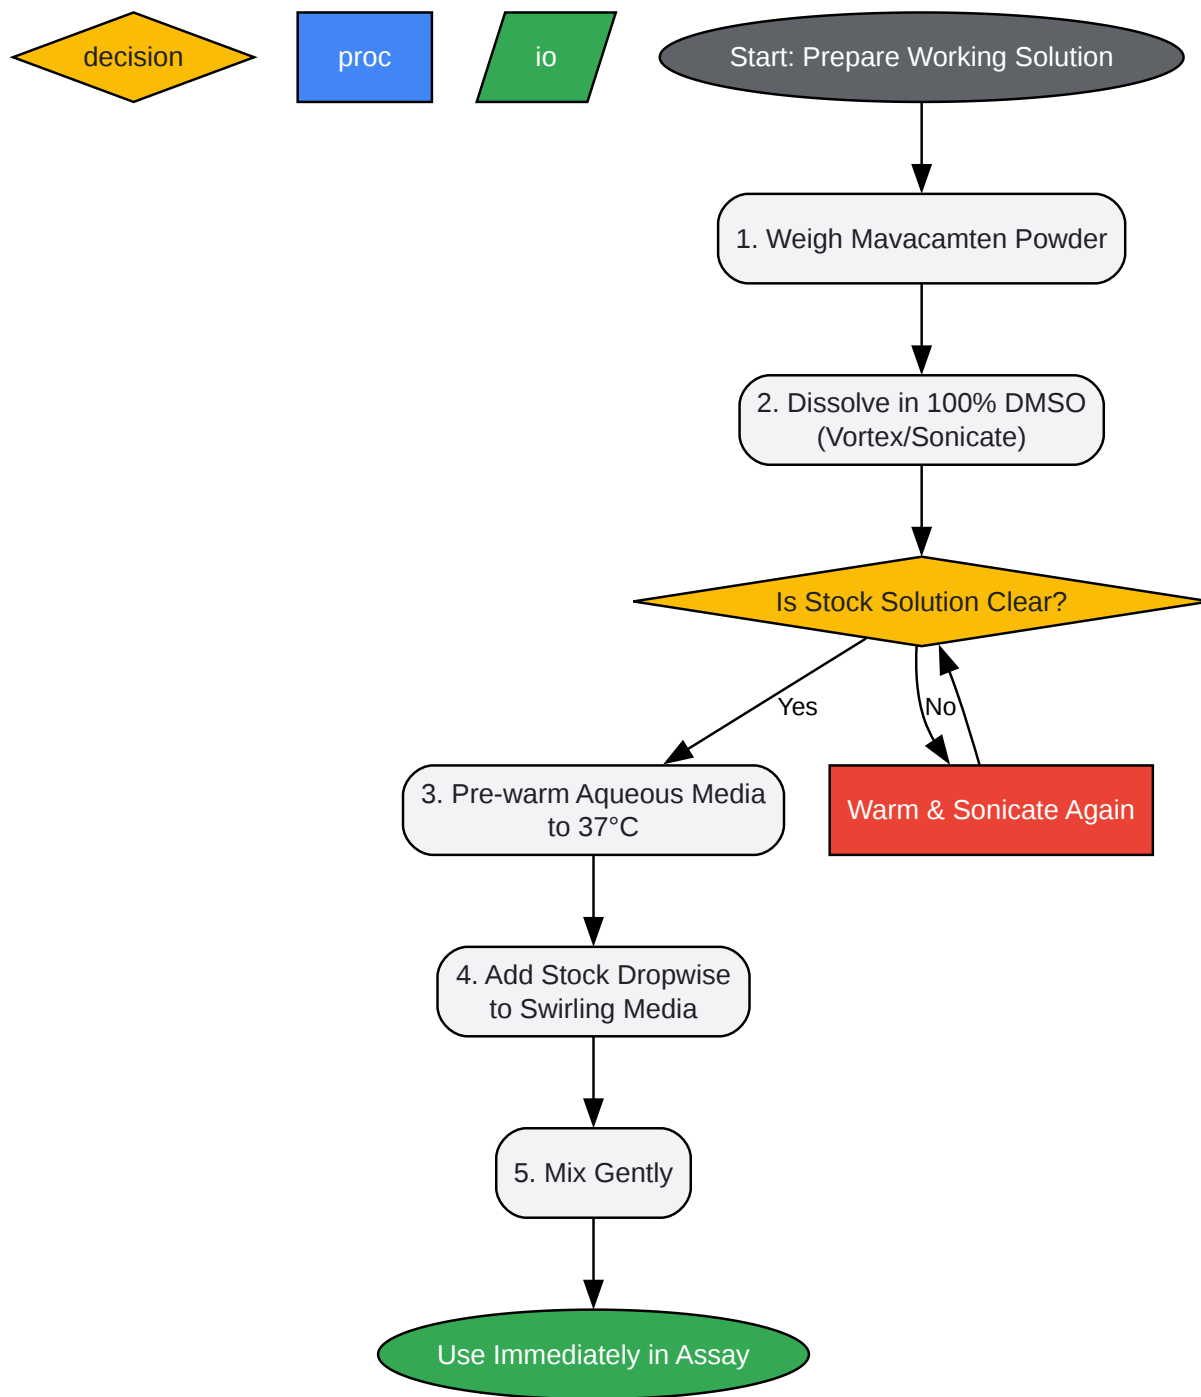 decision
proc
io
Start: Prepare Working Solution
1. Weigh Mavacamten Powder
2. Dissolve in 100% DMSO
(Vortex/Sonicate)
Is Stock Solution Clear?
Yes
No
3. Pre-warm Aqueous Media
to 37°C
Warm & Sonicate Again
4. Add Stock Dropwise
to Swirling Media
5. Mix Gently
Use Immediately in Assay